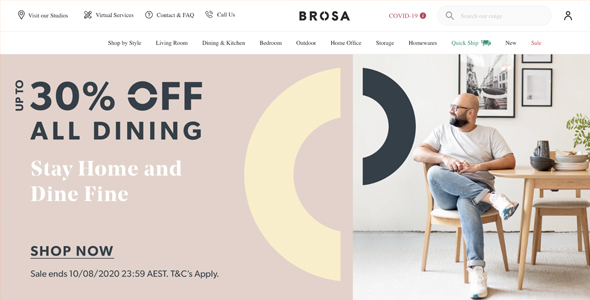 Visit our Studios
Virtual Services
Contact & FAQ
Call Us
BROSA
COVID-19
Search our range
Shop by Style
Living Room
Dining & Kitchen
Bedroom
Outdoor
Home Office
Storage
Homewares
Quick Ship
New
Sale
UP TO
30% OFF
ALL DINING
Stay Home and
Dine Fine
SHOP NOW
Sale ends 10/08/2020 23:59 AEST. T&C's Apply.